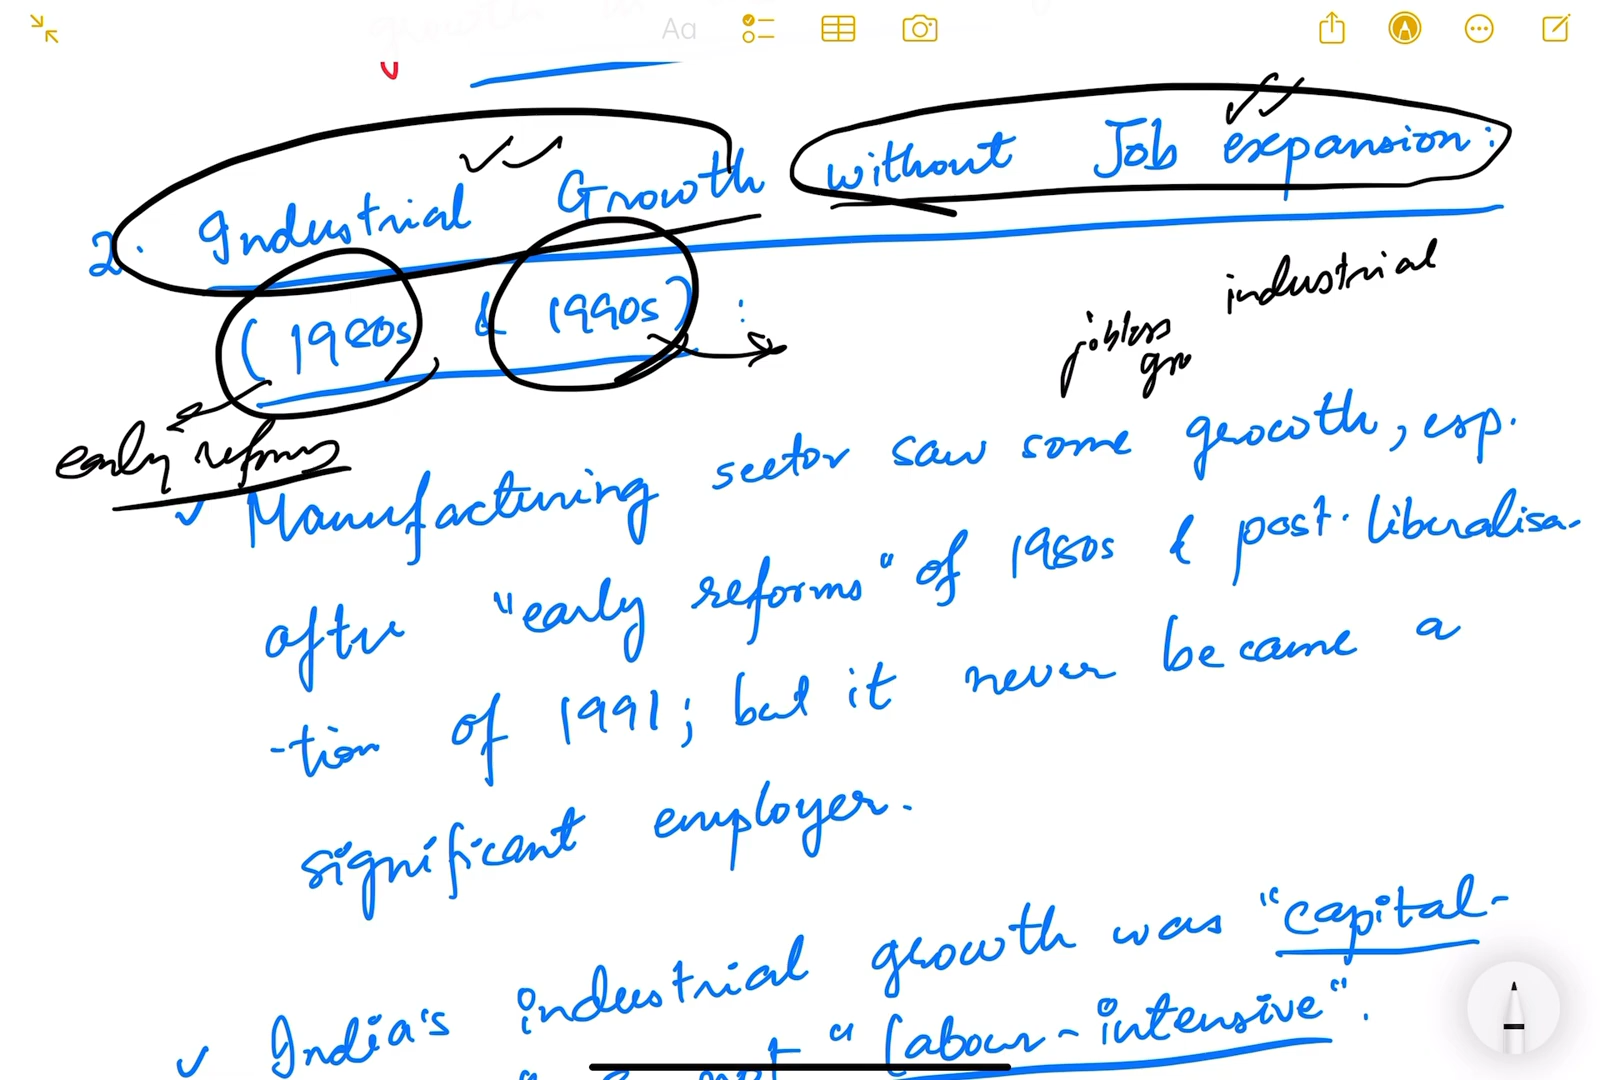 Aa
2. Industrial Growth without Job expansion:
(1980s & 1990s) :
industrial
jobless
gro
early reforms
Manufacturing sector saw some growth, esp.
after "early reforms" of 1980s & post-liberalisa-
-tion of 1991; but it never became a
significant employer.
India's industrial growth was "capital-
not "labour-intensive".